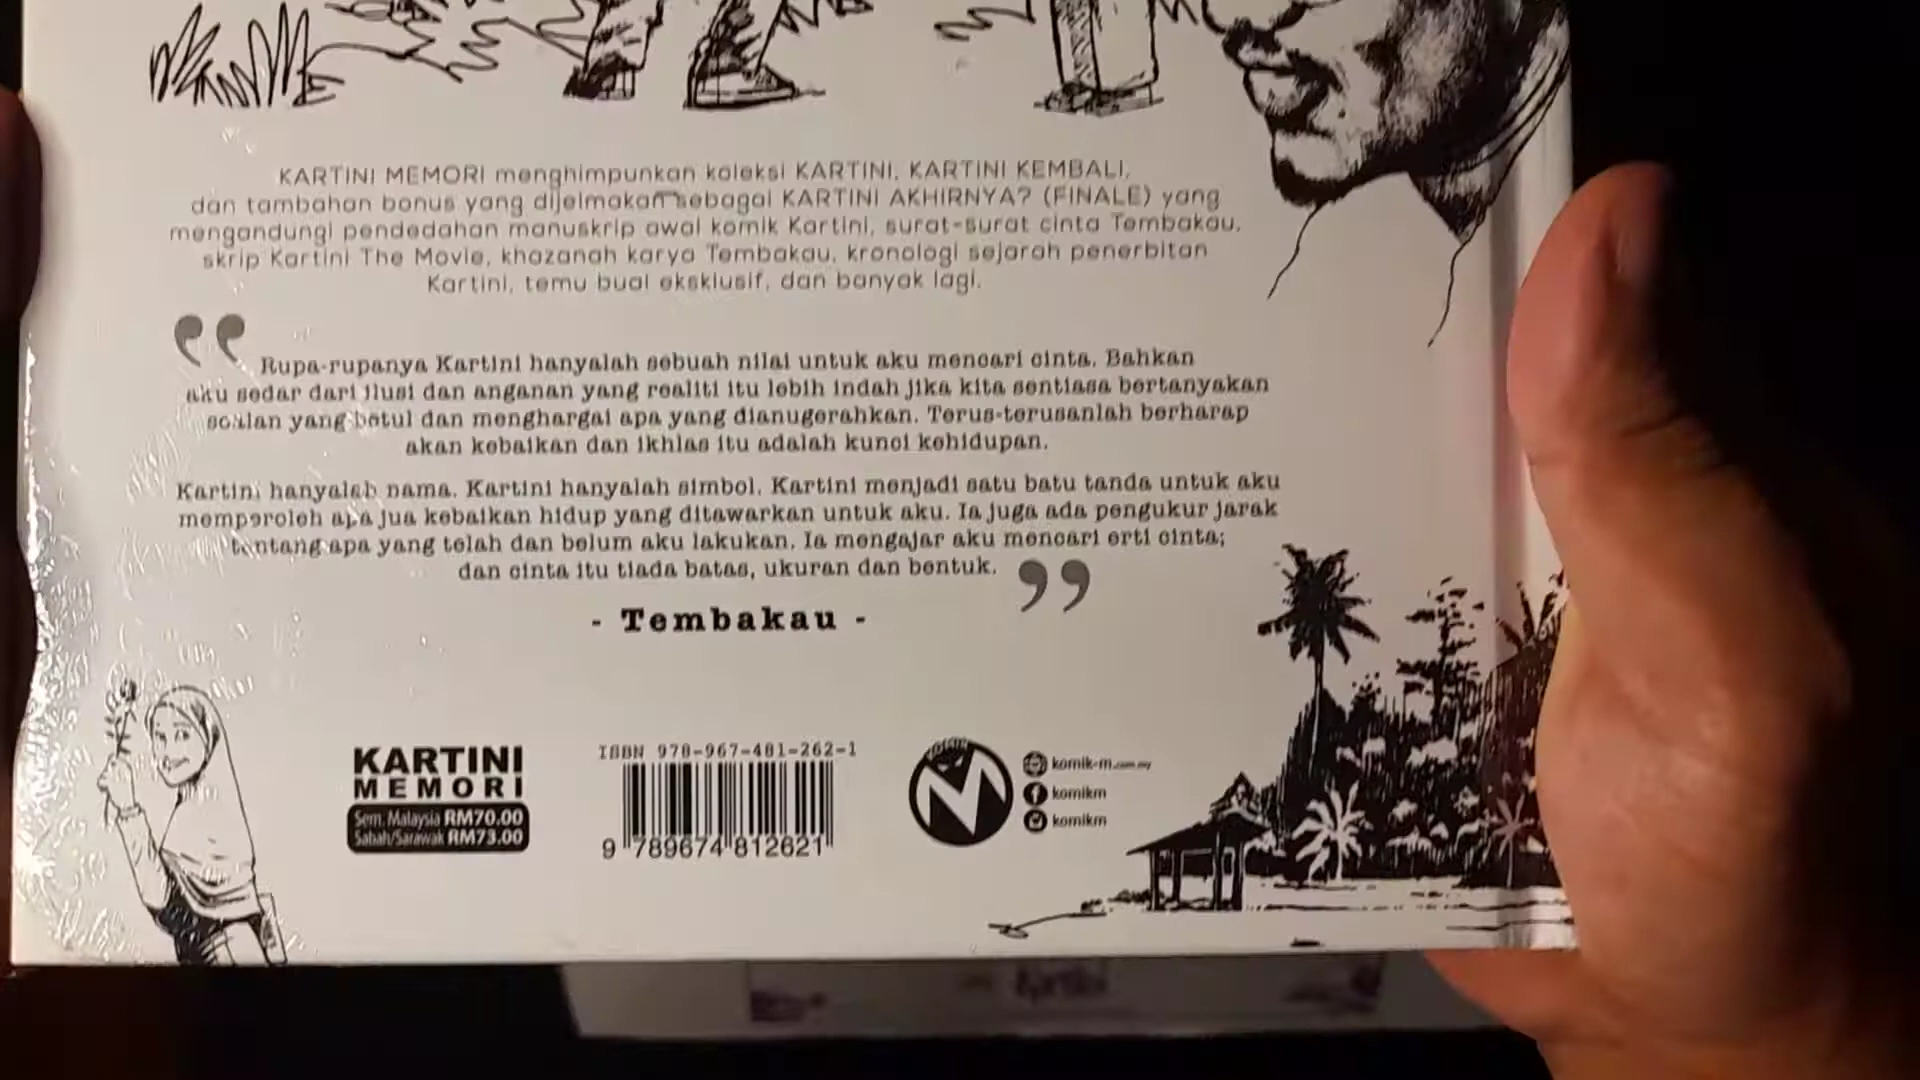 KARTINI MEMORI menghimpunkan koleksi KARTINI, KARTINI KEMBALI,
dan tambahan bonus yang dijelmakan sebagai KARTINI AKHIRNYA? (FINALE) yang
mengandungi pendedahan manuskrip awal komik Kartini, surat-surat cinta Tembakau,
skrip Kartini The Movie, khazanah karya Tembakau, kronologi sejarah penerbitan
Kartini, temu bual eksklusif, dan banyak lagi.
“ Rupa-rupanya Kartini hanyalah sebuah nilai untuk aku mencari cinta. Bahkan
aku sedar dari ilusi dan anganan yang realiti itu lebih indah jika kita sentiasa bertanyakan
soalan yang betul dan menghargai apa yang dianugerahkan. Terus-terusanlah berharap
akan kebaikan dan ikhlas itu adalah kunci kehidupan.
Kartini hanyalah nama. Kartini hanyalah simbol. Kartini menjadi satu batu tanda untuk aku
memperoleh apa jua kebaikan hidup yang ditawarkan untuk aku. Ia juga ada pengukur jarak
tentang apa yang telah dan belum aku lakukan. Ia mengajar aku mencari erti cinta;
dan cinta itu tiada batas, ukuran dan bentuk. ”
- Tembakau -
KARTINI
MEMORI
Sem. Malaysia RM70.00
Sabah/Sarawak RM73.00
ISBN 978-967-481-262-1
9 789674 812621
komik-m.com.my
komikm
komikm